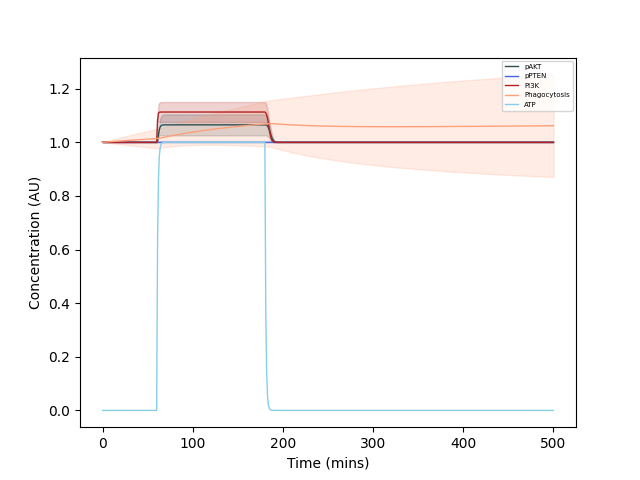 pAKT
pPTEN
PI3K
Phagocytosis
ATP
1.2
1.0
0.8
0.6
0.4
0.2
0.0
Concentration (AU)
0 100 200 300 400 500
Time (mins)